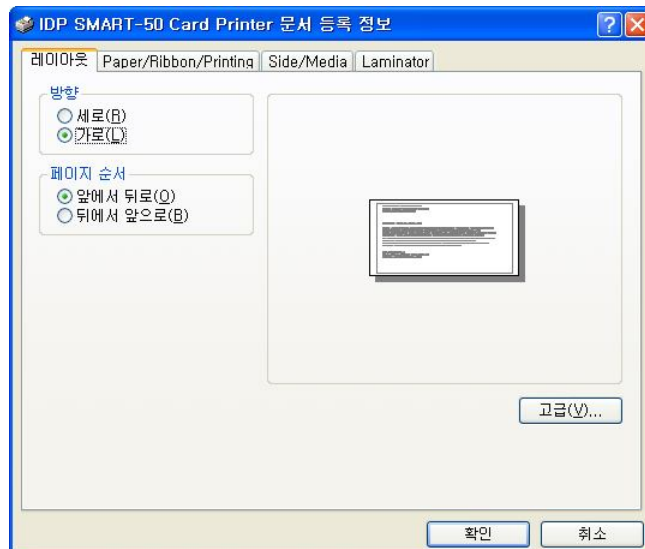 IDP SMART-50 Card Printer 문서 등록 정보
레이아웃 Paper/Ribbon/Printing Side/Media Laminator
방향
세로(R)
가로(L)
페이지 순서
앞에서 뒤로(O)
뒤에서 앞으로(B)
고급(V)...
확인 취소